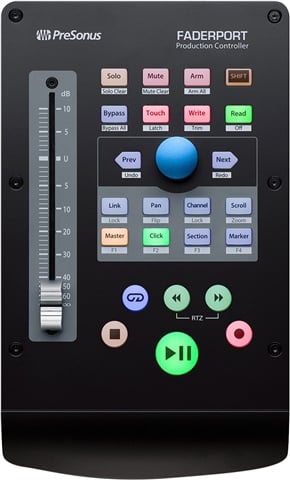 PreSonus
FADERPORT
Production Controller
Solo Mute Arm SHIFT
Solo Clear Mute Clear Arm All
Bypass Touch Write Read
Bypass All Latch Trim Off
dB
10
5
U
5
10
20
30
40
50
60
∞
Prev Next
Undo Redo
Link Pan Channel Scroll
Lock Flip Lock Zoom
Master Click Section Marker
F1 F2 F3 F4
RTZ